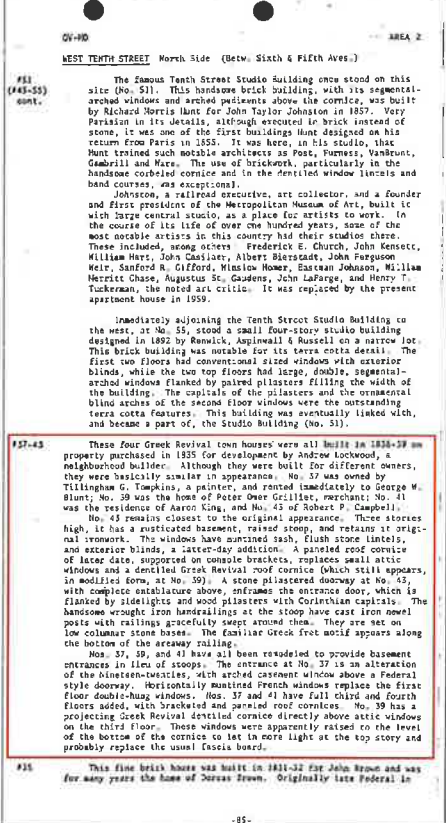 GV-HD AREA 2
WEST TENTH STREET North Side (Betw. Sixth & Fifth Aves.)
#51 The famous Tenth Street Studio Building once stood on this
(#45-55) site (No. 51). This handsome brick building, with its segmental-
cont. arched windows and arched pediments above the cornice, was built
by Richard Morris Hunt for John Taylor Johnston in 1857. Very
Parisian in its details, although executed in brick instead of
stone, it was one of the first buildings Hunt designed on his
return from Paris in 1855. It was here, in his studio, that
Hunt trained such notable architects as Post, Furness, VanBrunt,
Gambrill and Ware. The use of brickwork, particularly in the
handsome corbeled cornice and in the dentiled window lintels and
band courses, was exceptional.
Johnston, a railroad executive, art collector, and a founder
and first president of the Metropolitan Museum of Art, built it
with large central studio, as a place for artists to work. In
the course of its life of over one hundred years, some of the
most notable artists in this country had their studios there.
These included, among others Frederick E. Church, John Kensett,
William Hart, John Casilaer, Albert Bierstadt, John Ferguson
Weir, Sanford R. Gifford, Winslow Homer, Eastman Johnson, William
Merritt Chase, Augustus St. Gaudens, John LaFarge, and Henry T.
Tuckerman, the noted art critic. It was replaced by the present
apartment house in 1959.
Immediately adjoining the Tenth Street Studio Building to
the west, at No. 55, stood a small four-story studio building
designed in 1892 by Renwick, Aspinwall & Russell on a narrow lot.
This brick building was notable for its terra cotta detail. The
first two floors had conventional sized windows with exterior
blinds, while the two top floors had large, double, segmental-
arched windows flanked by paired pilasters filling the width of
the building. The capitals of the pilasters and the ornamental
blind arches of the second floor windows were the outstanding
terra cotta features. This building was eventually linked with,
and became a part of, the Studio Building (No. 51).
#37-43 These four Greek Revival town houses were all built in 1838-39 on
property purchased in 1835 for development by Andrew Lockwood, a
neighborhood builder. Although they were built for different owners,
they were basically similar in appearance. No. 37 was owned by
Tillingham G. Tompkins, a painter, and rented immediately to George W.
Blunt; No. 39 was the home of Peter Omer Grilliet, merchant; No. 41
was the residence of Aaron King, and No. 43 of Robert P. Campbell.
No. 43 remains closest to the original appearance. Three stories
high, it has a rusticated basement, raised stoop, and retains it origi-
nal ironwork. The windows have muntined sash, flush stone lintels,
and exterior blinds, a latter-day addition. A paneled roof cornice
of later date, supported on console brackets, replaces small attic
windows and a dentiled Greek Revival roof cornice (which still appears,
in modified form, at No. 39). A stone pilastered doorway at No. 43,
with complete entablature above, enframes the entrance door, which is
flanked by sidelights and wood pilasters with Corinthian capitals. The
handsome wrought iron handrailings at the stoop have cast iron newel
posts with railings gracefully swept around them. They are set on
low columnar stone bases. The familiar Greek fret motif appears along
the bottom of the areaway railing.
Nos. 37, 39, and 41 have all been remodeled to provide basement
entrances in lieu of stoops. The entrance at No. 37 is an alteration
of the Nineteen-twenties, with arched casement window above a Federal
style doorway. Horizontally muntined French windows replace the first
floor double-hung windows. Nos. 37 and 41 have full third and fourth
floors added, with bracketed and paneled roof cornices. No. 39 has a
projecting Greek Revival dentiled cornice directly above attic windows
on the third floor. These windows were apparently raised to the level
of the bottom of the cornice to let in more light at the top story and
probably replace the usual fascia board.
#35 This fine brick house was built in 1831-32 for John Brown and was
for many years the home of Dorcas Brown. Originally late Federal in
-85-